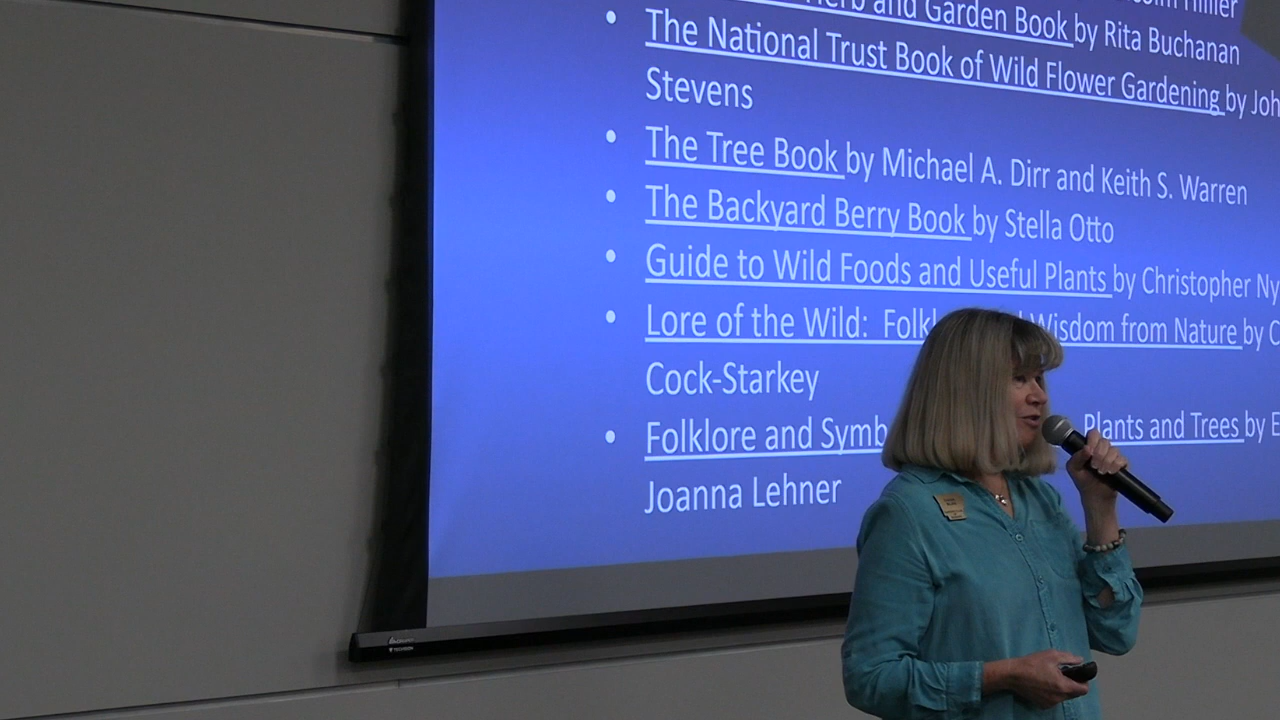 Herb and Garden Book by Rita Buchanan
• The National Trust Book of Wild Flower Gardening by Joh
Stevens
• The Tree Book by Michael A. Dirr and Keith S. Warren
• The Backyard Berry Book by Stella Otto
• Guide to Wild Foods and Useful Plants by Christopher Ny
• Lore of the Wild: Folkl Wisdom from Nature by C
Cock-Starkey
• Folklore and Symb Plants and Trees by E
Joanna Lehner